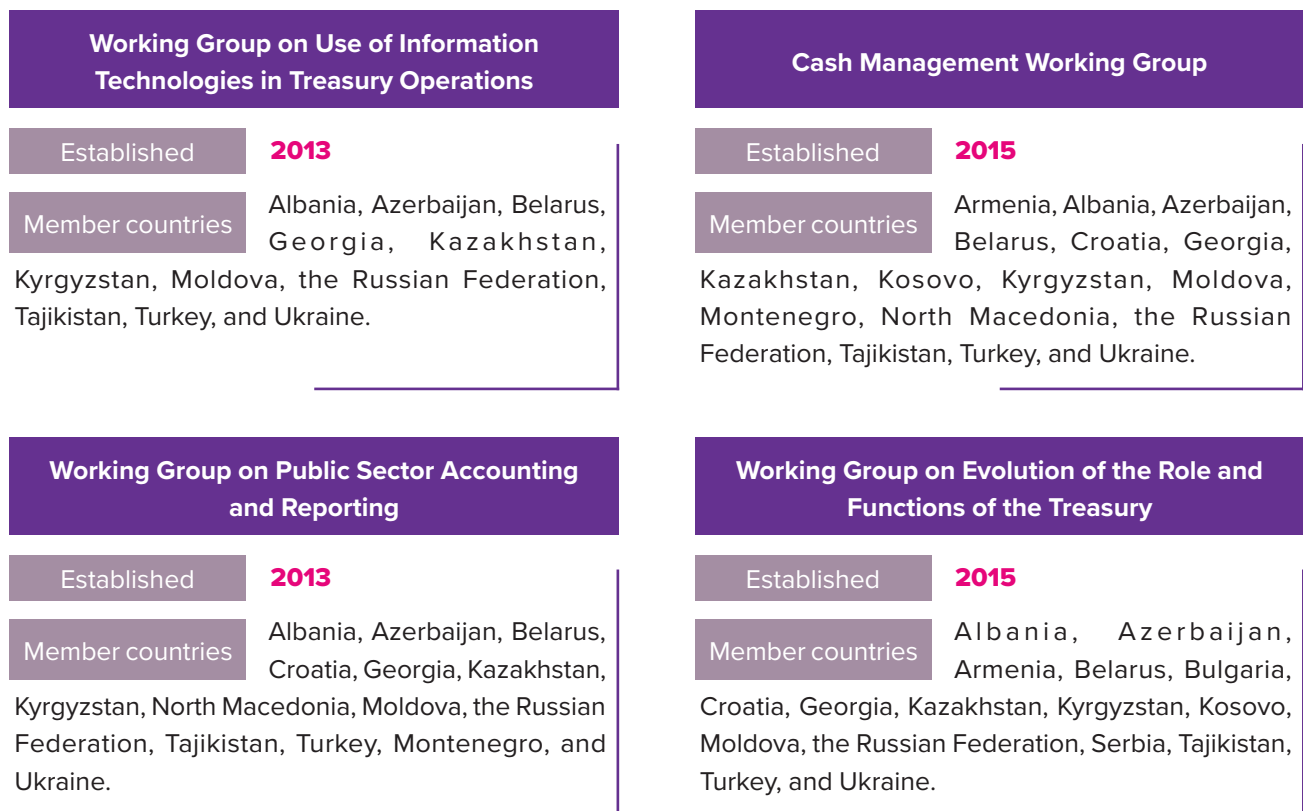 Working Group on Use of Information
Technologies in Treasury Operations
Established 2013
Member countries
Albania, Azerbaijan, Belarus,
Georgia, Kazakhstan,
Kyrgyzstan, Moldova, the Russian Federation,
Tajikistan, Turkey, and Ukraine.
Cash Management Working Group
Established 2015
Member countries
Armenia, Albania, Azerbaijan,
Belarus, Croatia, Georgia,
Kazakhstan, Kosovo, Kyrgyzstan, Moldova,
Montenegro, North Macedonia, the Russian
Federation, Tajikistan, Turkey, and Ukraine.
Working Group on Public Sector Accounting
and Reporting
Established 2013
Member countries
Albania, Azerbaijan, Belarus,
Croatia, Georgia, Kazakhstan,
Kyrgyzstan, North Macedonia, Moldova, the Russian
Federation, Tajikistan, Turkey, Montenegro, and
Ukraine.
Working Group on Evolution of the Role and
Functions of the Treasury
Established 2015
Member countries
Albania, Azerbaijan,
Armenia, Belarus, Bulgaria,
Croatia, Georgia, Kazakhstan, Kyrgyzstan, Kosovo,
Moldova, the Russian Federation, Serbia, Tajikistan,
Turkey, and Ukraine.